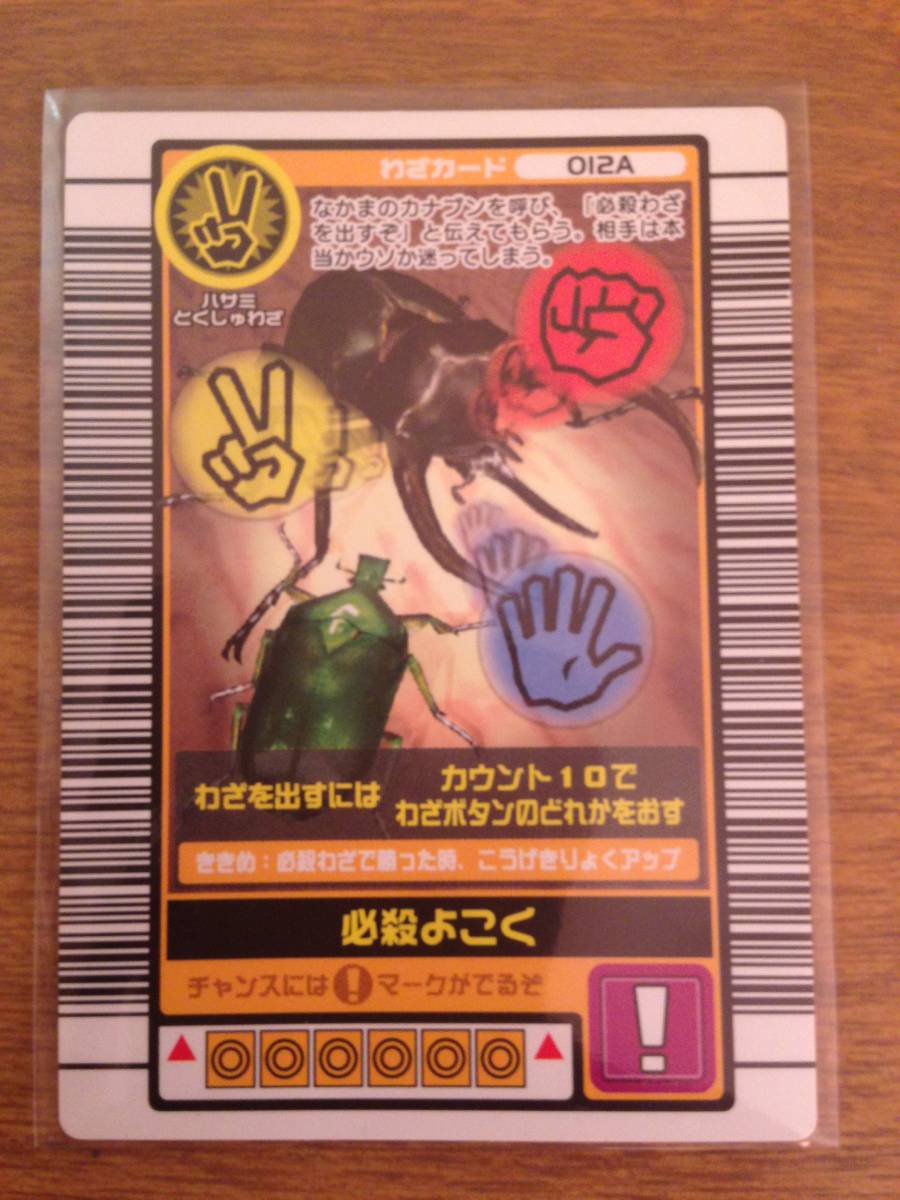 わざカード 012A
なかまのカナブンを呼び、「必殺わざ
を出すぞ」と伝えてもらう。相手は本
当かウソか迷ってしまう。
ハサミ
とくしゅわざ
わざを出すには
カウント10で
わざボタンのどれかをおす
ききめ：必殺わざで勝った時、こうげきりょくアップ
必殺よこく
チャンスには!マークがでるぞ
!